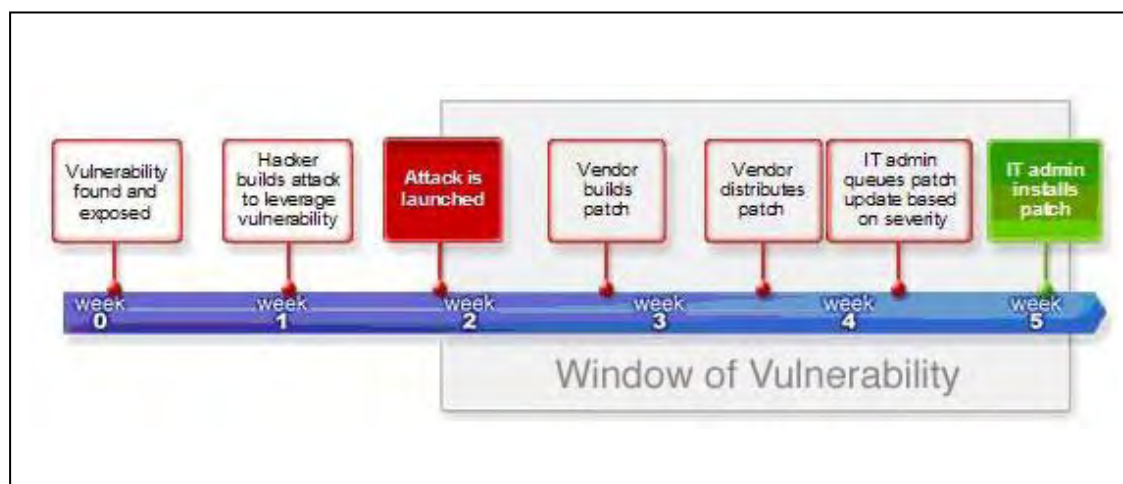 Vulnerability
found and
exposed
Hacker
builds attack
to leverage
vulnerability
Attack is
launched
Vendor
builds
patch
Vendor
distributes
patch
IT admin
queues patch
update based
on severity
IT admin
installs
patch
week
0
week
1
week
2
week
3
week
4
week
5
Window of Vulnerability